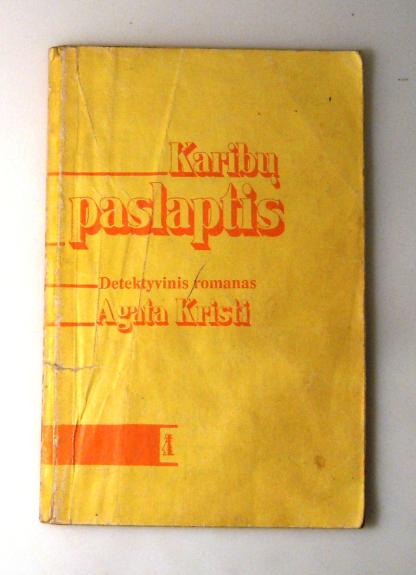 Karibų
paslaptis
Detektyvinis romanas
Agata Kristi